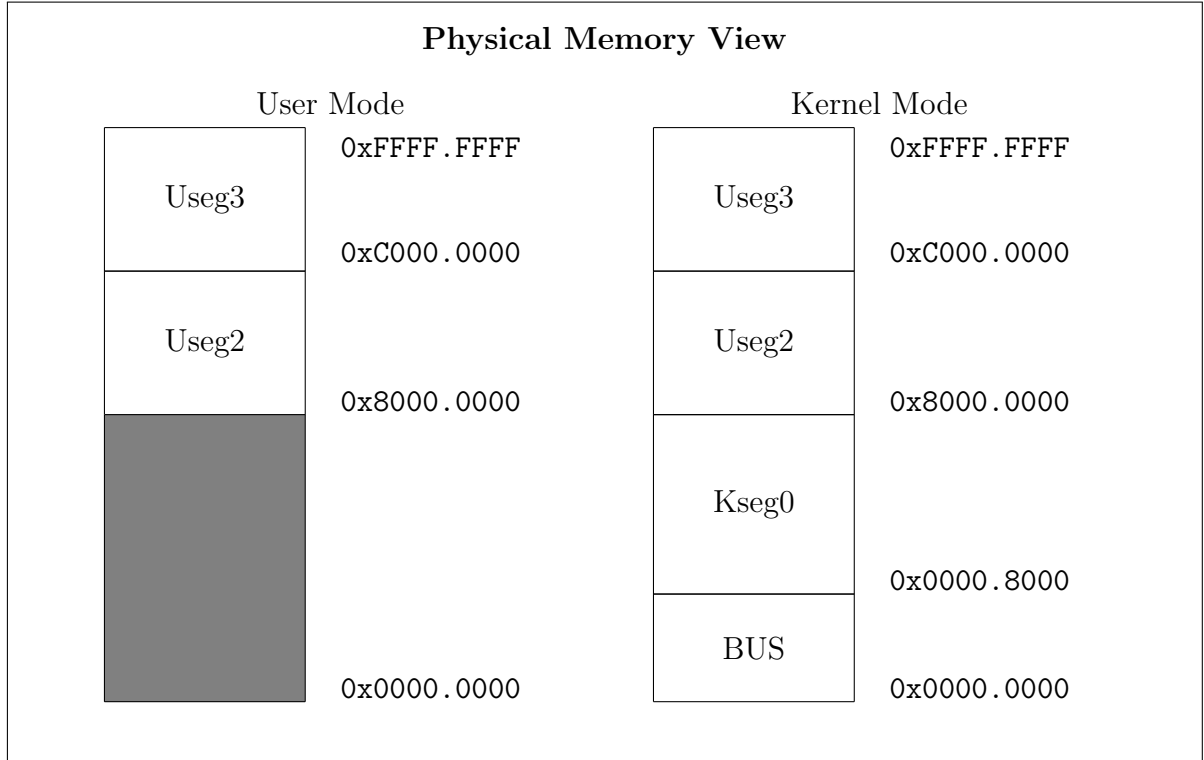 Physical Memory View
User Mode
0xFFFF.FFFF
Useg3
0xC000.0000
Useg2
0x8000.0000
0x0000.0000
Kernel Mode
0xFFFF.FFFF
Useg3
0xC000.0000
Useg2
0x8000.0000
Kseg0
0x0000.8000
BUS
0x0000.0000